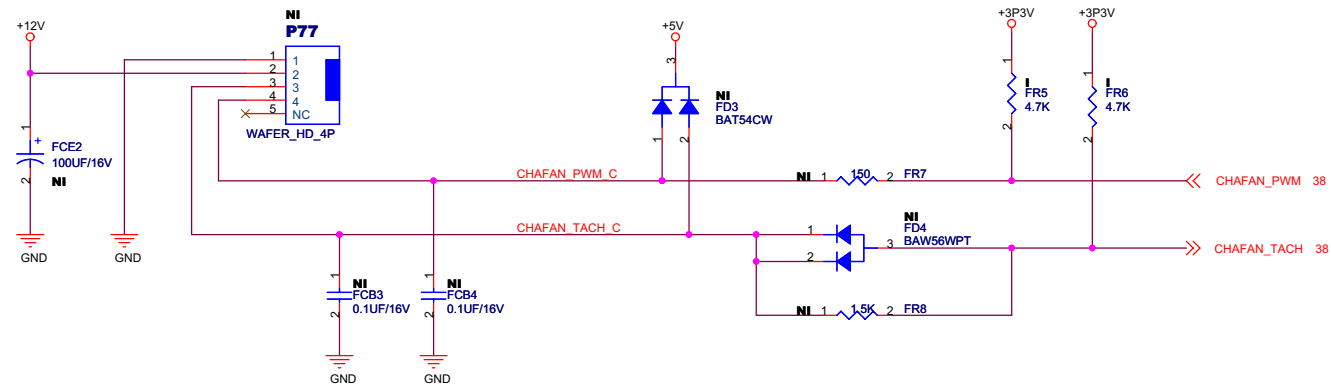 +12V
NI
P77
1 1
2 2
3 3
4 4
5 NC
WAFER_HD_4P
1
+
FCE2
100UF/16V
2
NI
GND
GND
+5V
3
NI
FD3
BAT54CW
1 2
+3P3V +3P3V
1 I
FR5
4.7K
2
1 I
FR6
4.7K
2
CHAFAN_PWM_C
NI 1 150 2 FR7
CHAFAN_PWM 38
CHAFAN_TACH_C
1
2
3
NI
FD4
BAW56WPT
CHAFAN_TACH 38
NI 1 1.5K 2 FR8
1
NI
FCB3
0.1UF/16V
2
GND
1
NI
FCB4
0.1UF/16V
2
GND